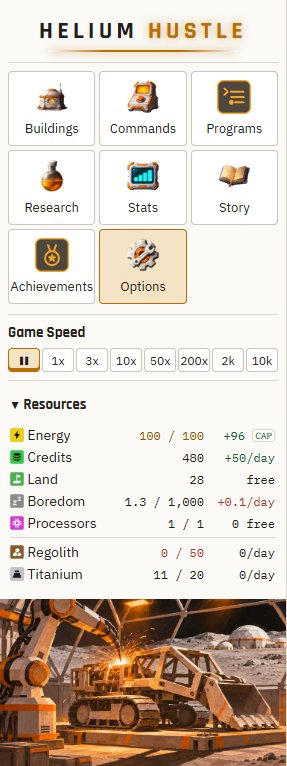 HELIUM HUSTLE
Buildings Commands Programs
Research Stats Story
Achievements Options
Game Speed
1x 3x 10x 50x 200x 2k 10k
▼ Resources
Energy 100 / 100 +96 CAP
Credits 480 +50/day
Land 28 free
Boredom 1.3 / 1,000 +0.1/day
Processors 1 / 1 0 free
Regolith 0 / 50 0/day
Titanium 11 / 20 0/day